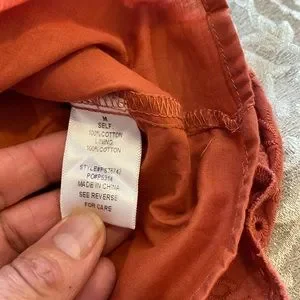 M
SELF
100%COTTON
LINING
100%COTTON
MADE IN CHINA
SEE REVERSE
FOR CARE